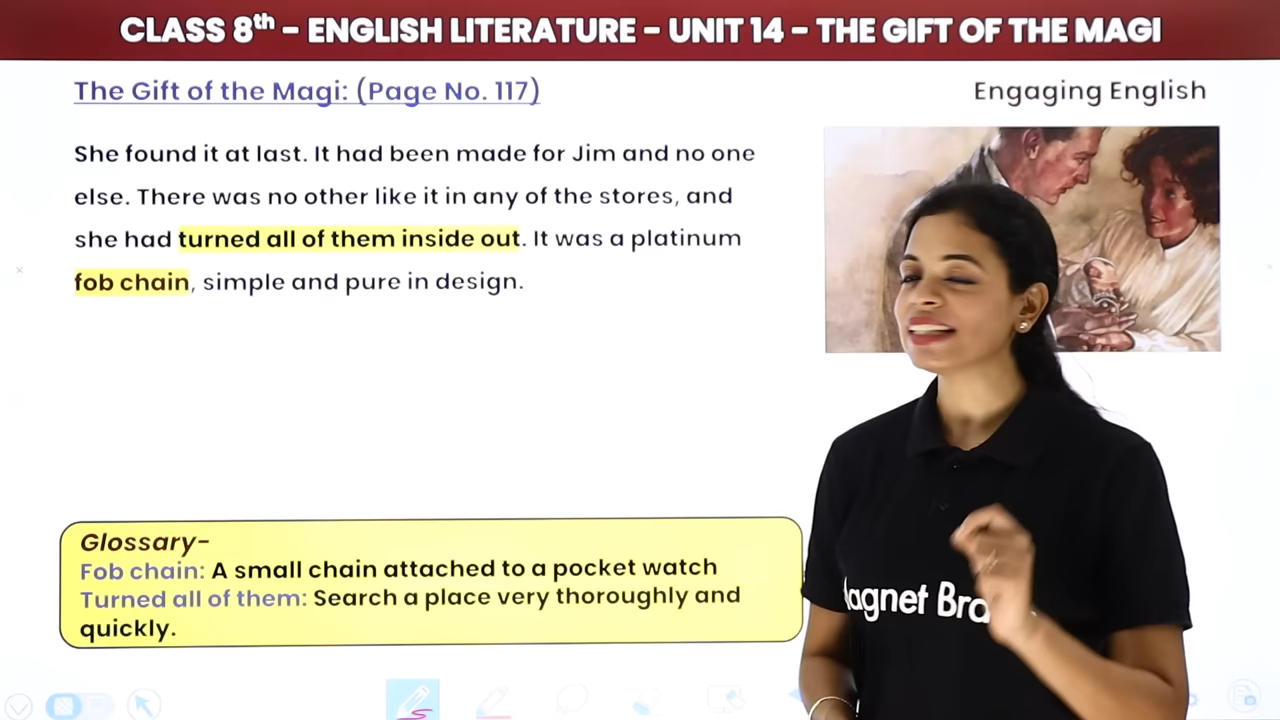 CLASS 8th - ENGLISH LITERATURE - UNIT 14 - THE GIFT OF THE MAGI
The Gift of the Magi: (Page No. 117)
Engaging English
She found it at last. It had been made for Jim and no one
else. There was no other like it in any of the stores, and
she had turned all of them inside out. It was a platinum
fob chain, simple and pure in design.
Glossary-
Fob chain: A small chain attached to a pocket watch
Turned all of them: Search a place very thoroughly and
quickly.
agnet Bra